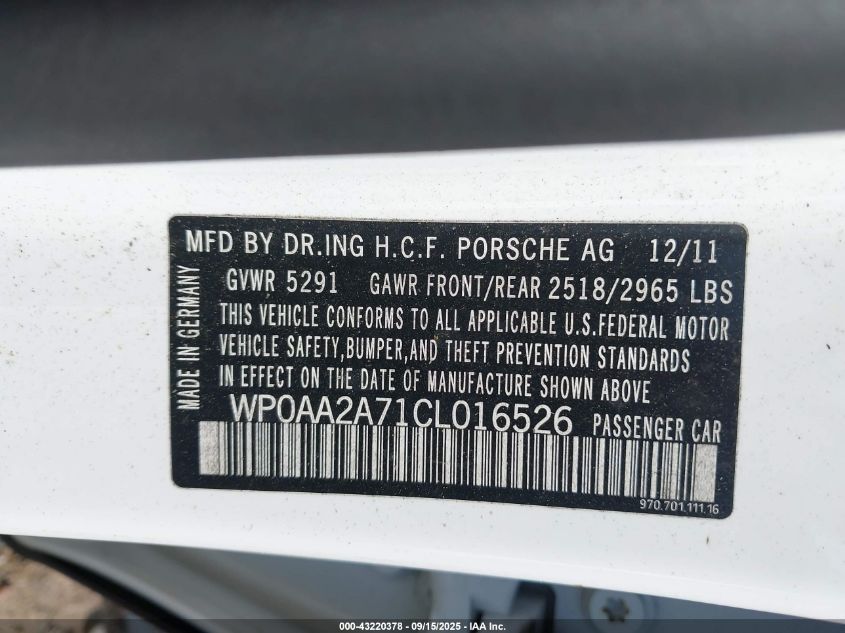 MFD BY DR.ING H.C.F. PORSCHE AG 12/11
GVWR 5291 GAWR FRONT/REAR 2518/2965 LBS
THIS VEHICLE CONFORMS TO ALL APPLICABLE U.S.FEDERAL MOTOR
VEHICLE SAFETY,BUMPER,AND THEFT PREVENTION STANDARDS
IN EFFECT ON THE DATE OF MANUFACTURE SHOWN ABOVE
WP0AA2A71CL016526 PASSENGER CAR
MADE IN GERMANY
970.701.111.16
000-43220378 - 09/15/2025 - IAA Inc.